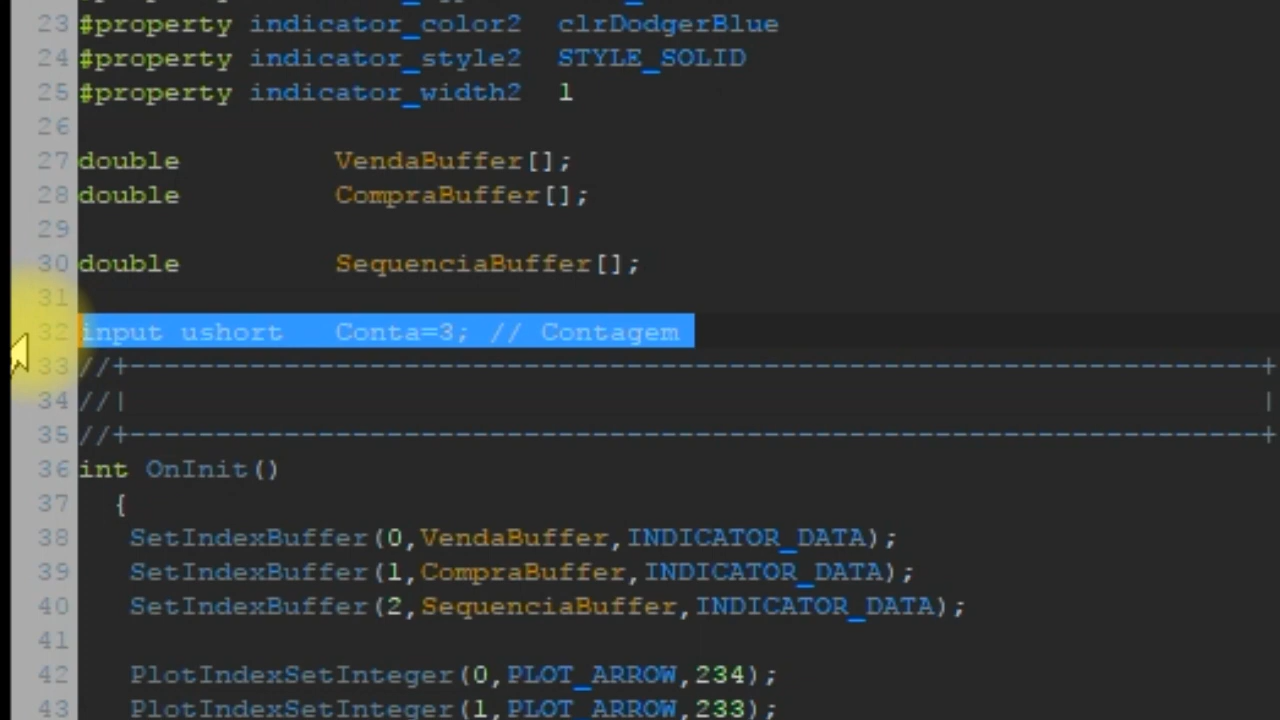 23 #property indicator_color2 clrDodgerBlue
24 #property indicator_style2 STYLE_SOLID
25 #property indicator_width2 1
26
27 double VendaBuffer[];
28 double CompraBuffer[];
29
30 double SequenciaBuffer[];
31
32 input ushort Conta=3; // Contagem
33 //+------------------------------------------------------------------+
34 //| |
35 //+------------------------------------------------------------------+
36 int OnInit()
37 {
38 SetIndexBuffer(0,VendaBuffer,INDICATOR_DATA);
39 SetIndexBuffer(1,CompraBuffer,INDICATOR_DATA);
40 SetIndexBuffer(2,SequenciaBuffer,INDICATOR_DATA);
41
42 PlotIndexSetInteger(0,PLOT_ARROW,234);
43 PlotIndexSetInteger(1,PLOT_ARROW,233);